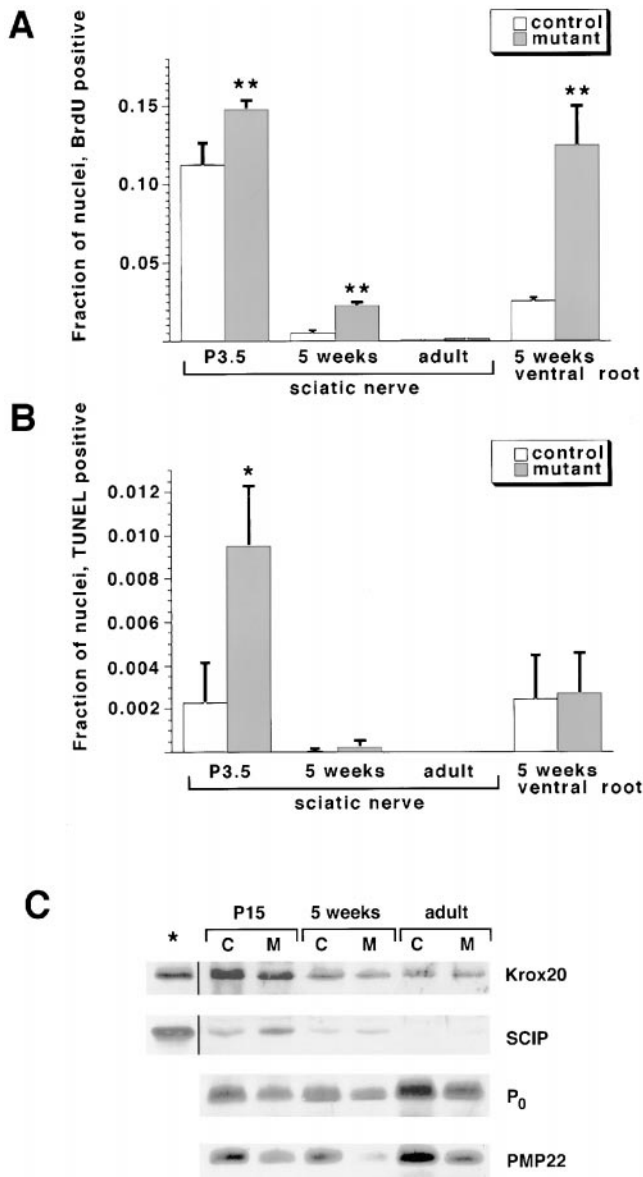 A
control
mutant
Fraction of nuclei, BrdU positive
0.15
0.10
0.05
**
**
**
P3.5 5 weeks adult 5 weeks
sciatic nerve ventral root
B
control
mutant
Fraction of nuclei, TUNEL positive
0.012
0.010
0.008
0.006
0.004
0.002
*
P3.5 5 weeks adult 5 weeks
sciatic nerve ventral root
C
P15 5 weeks adult
* C M C M C M
Krox20
SCIP
P0
PMP22